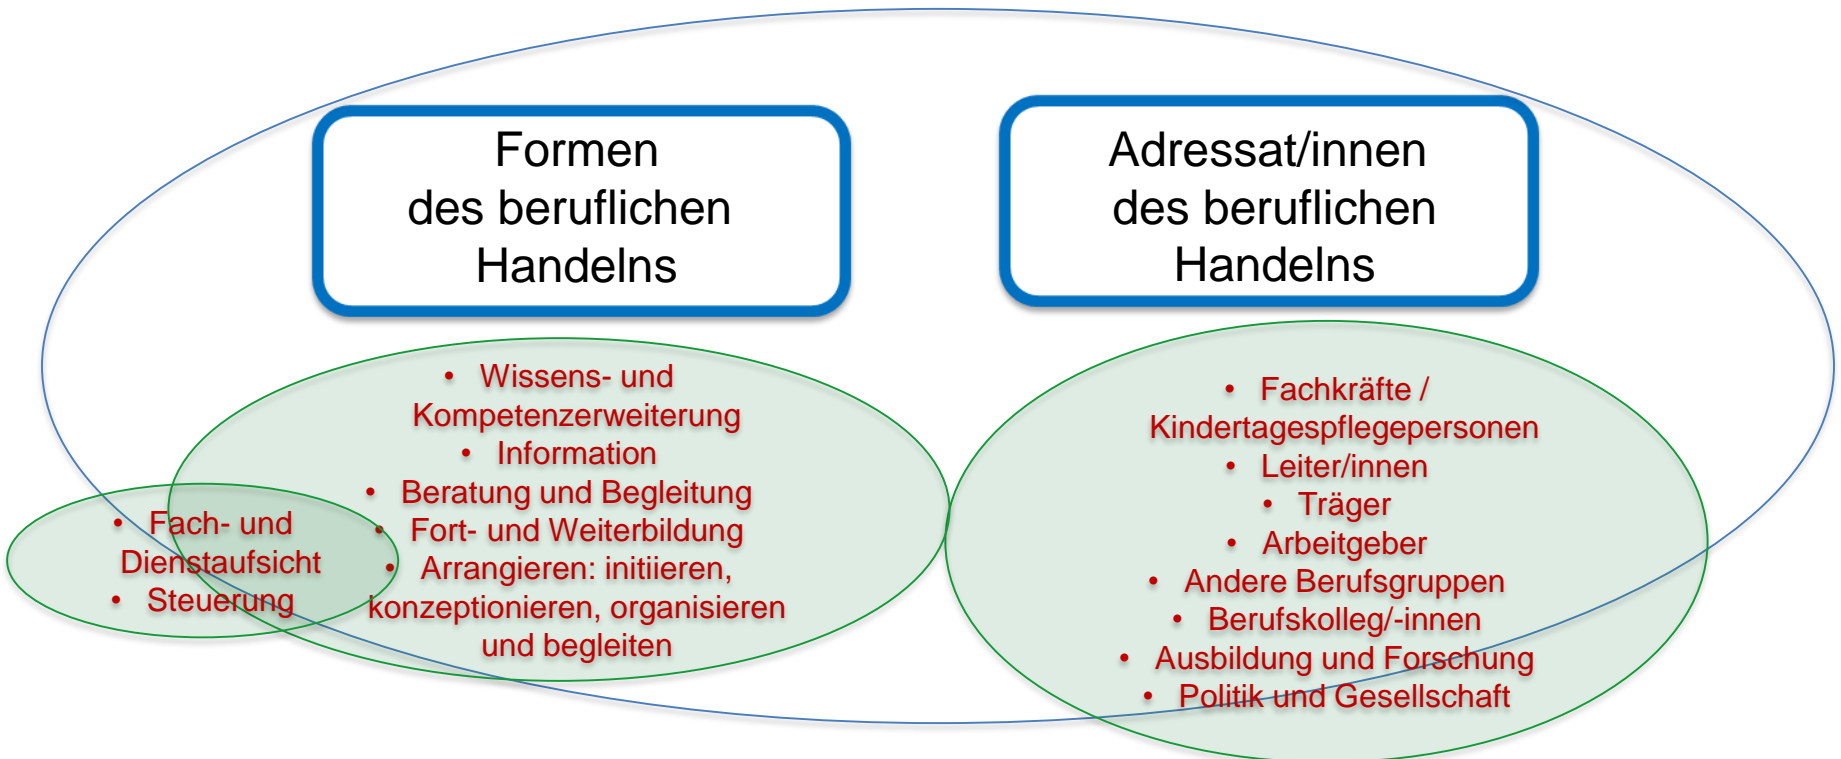 Formen
des beruflichen
Handelns
Adressat/innen
des beruflichen
Handelns
• Wissens- und
Kompetenzerweiterung
• Information
• Beratung und Begleitung
• Fort- und Weiterbildung
• Arrangieren: initiieren,
konzeptionieren, organisieren
und begleiten
• Fach- und
Dienstaufsicht
• Steuerung
• Fachkräfte /
Kindertagespflegepersonen
• Leiter/innen
• Träger
• Arbeitgeber
• Andere Berufsgruppen
• Berufskolleg/-innen
• Ausbildung und Forschung
• Politik und Gesellschaft